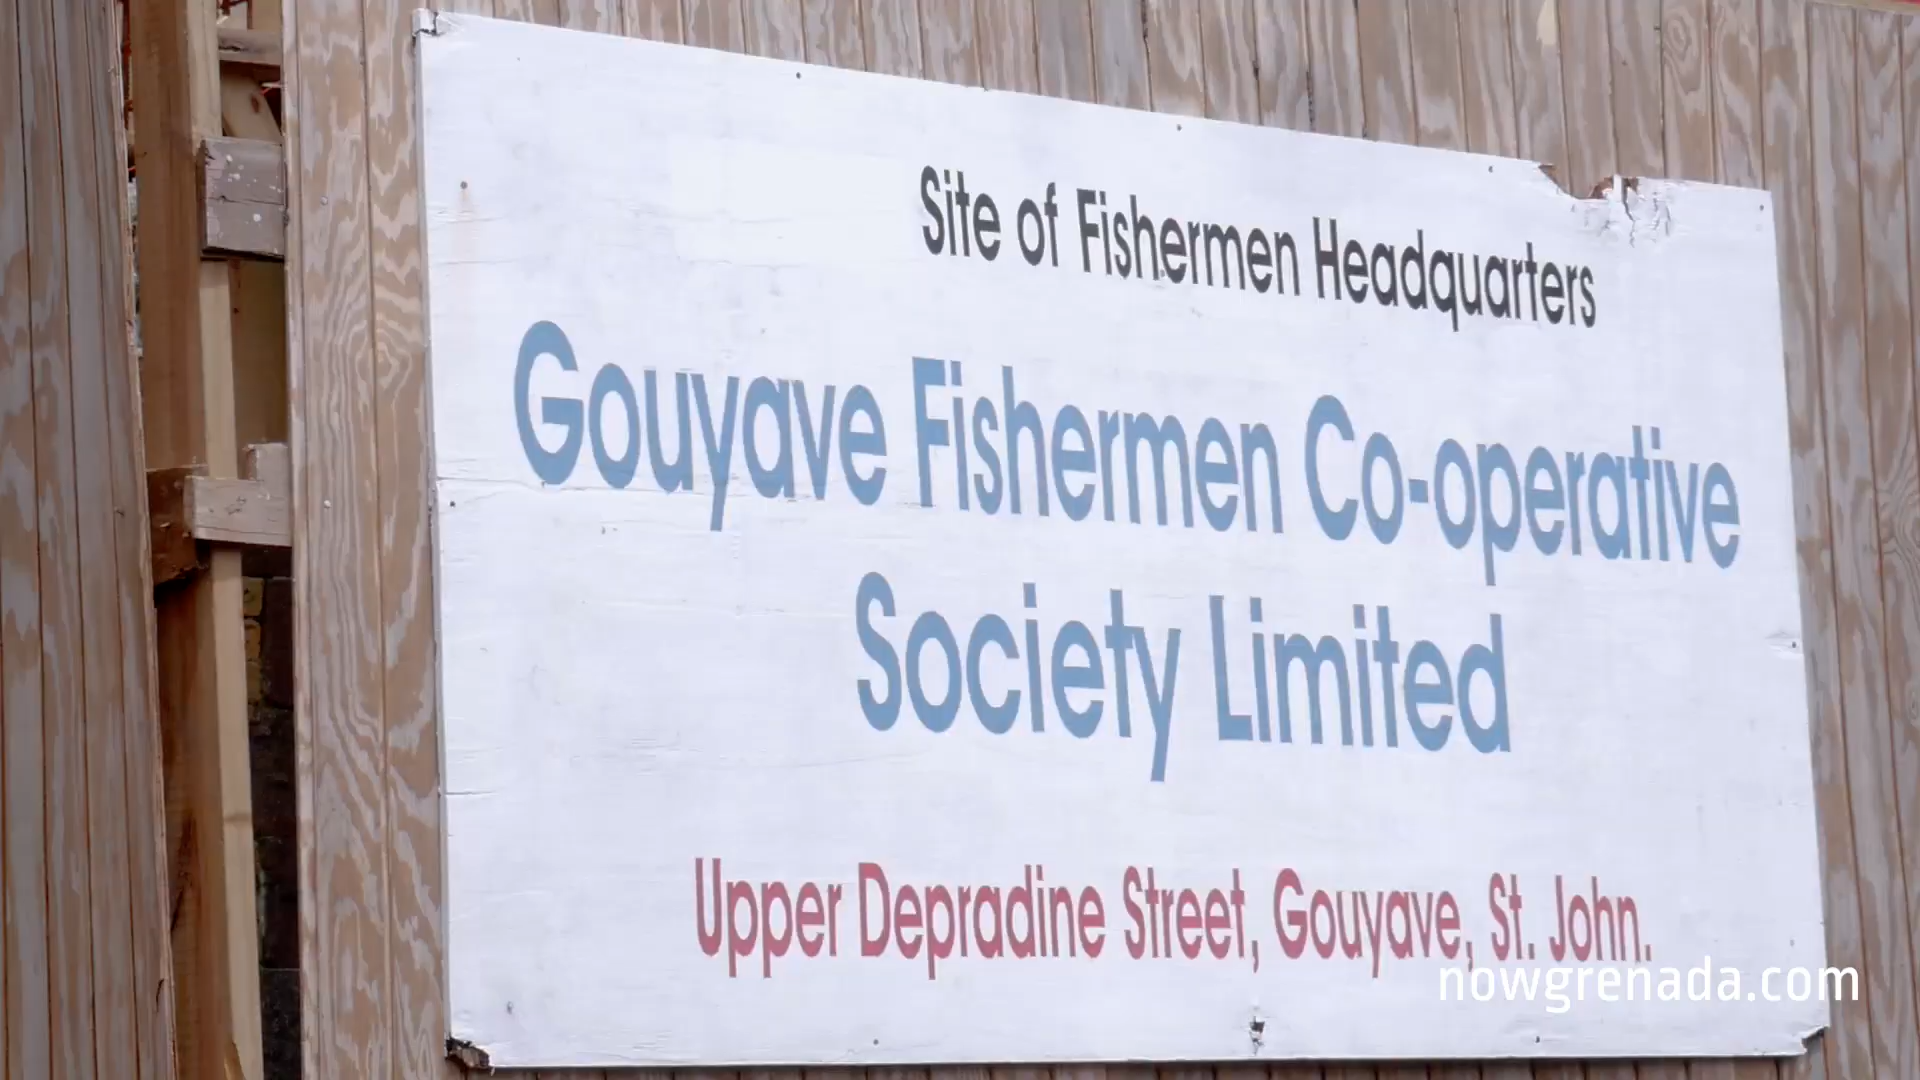 Site of Fishermen Headquarters
Gouyave Fishermen Co-operative
Society Limited
Upper Depradine Street, Gouyave, St. John.
nowgrenada.com